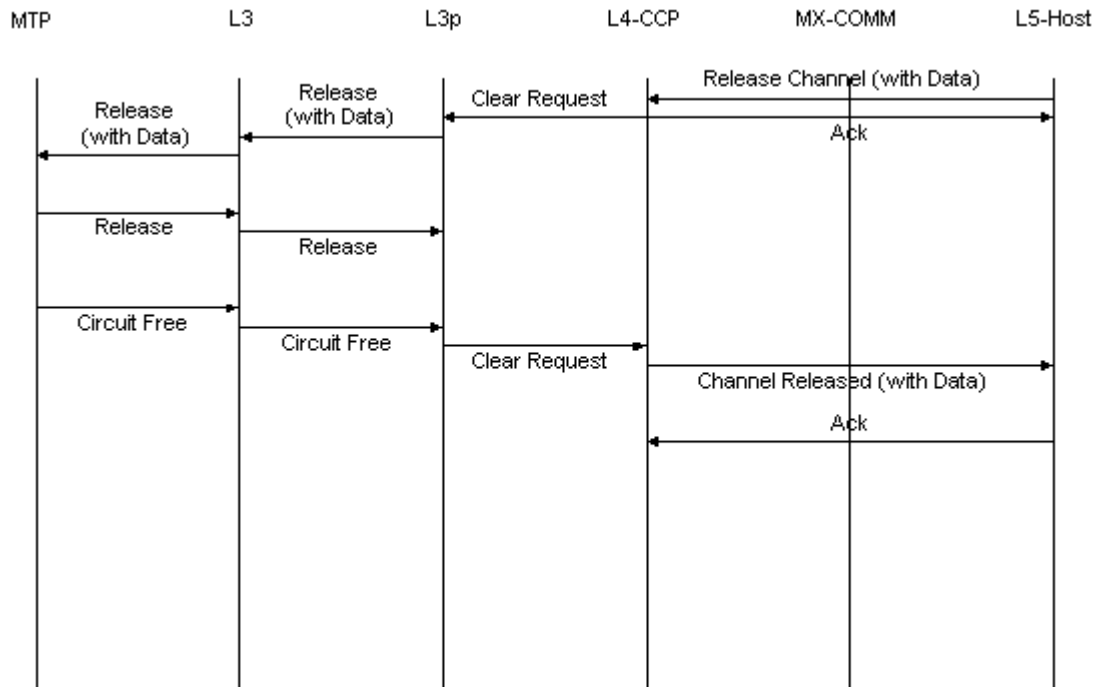 MTP L3 L3p L4-CCP MX-COMM L5-Host
Release Channel (with Data)
Clear Request
Release
(with Data)
Release
(with Data)
Ack
Release
Release
Circuit Free
Circuit Free
Clear Request
Channel Released (with Data)
Ack